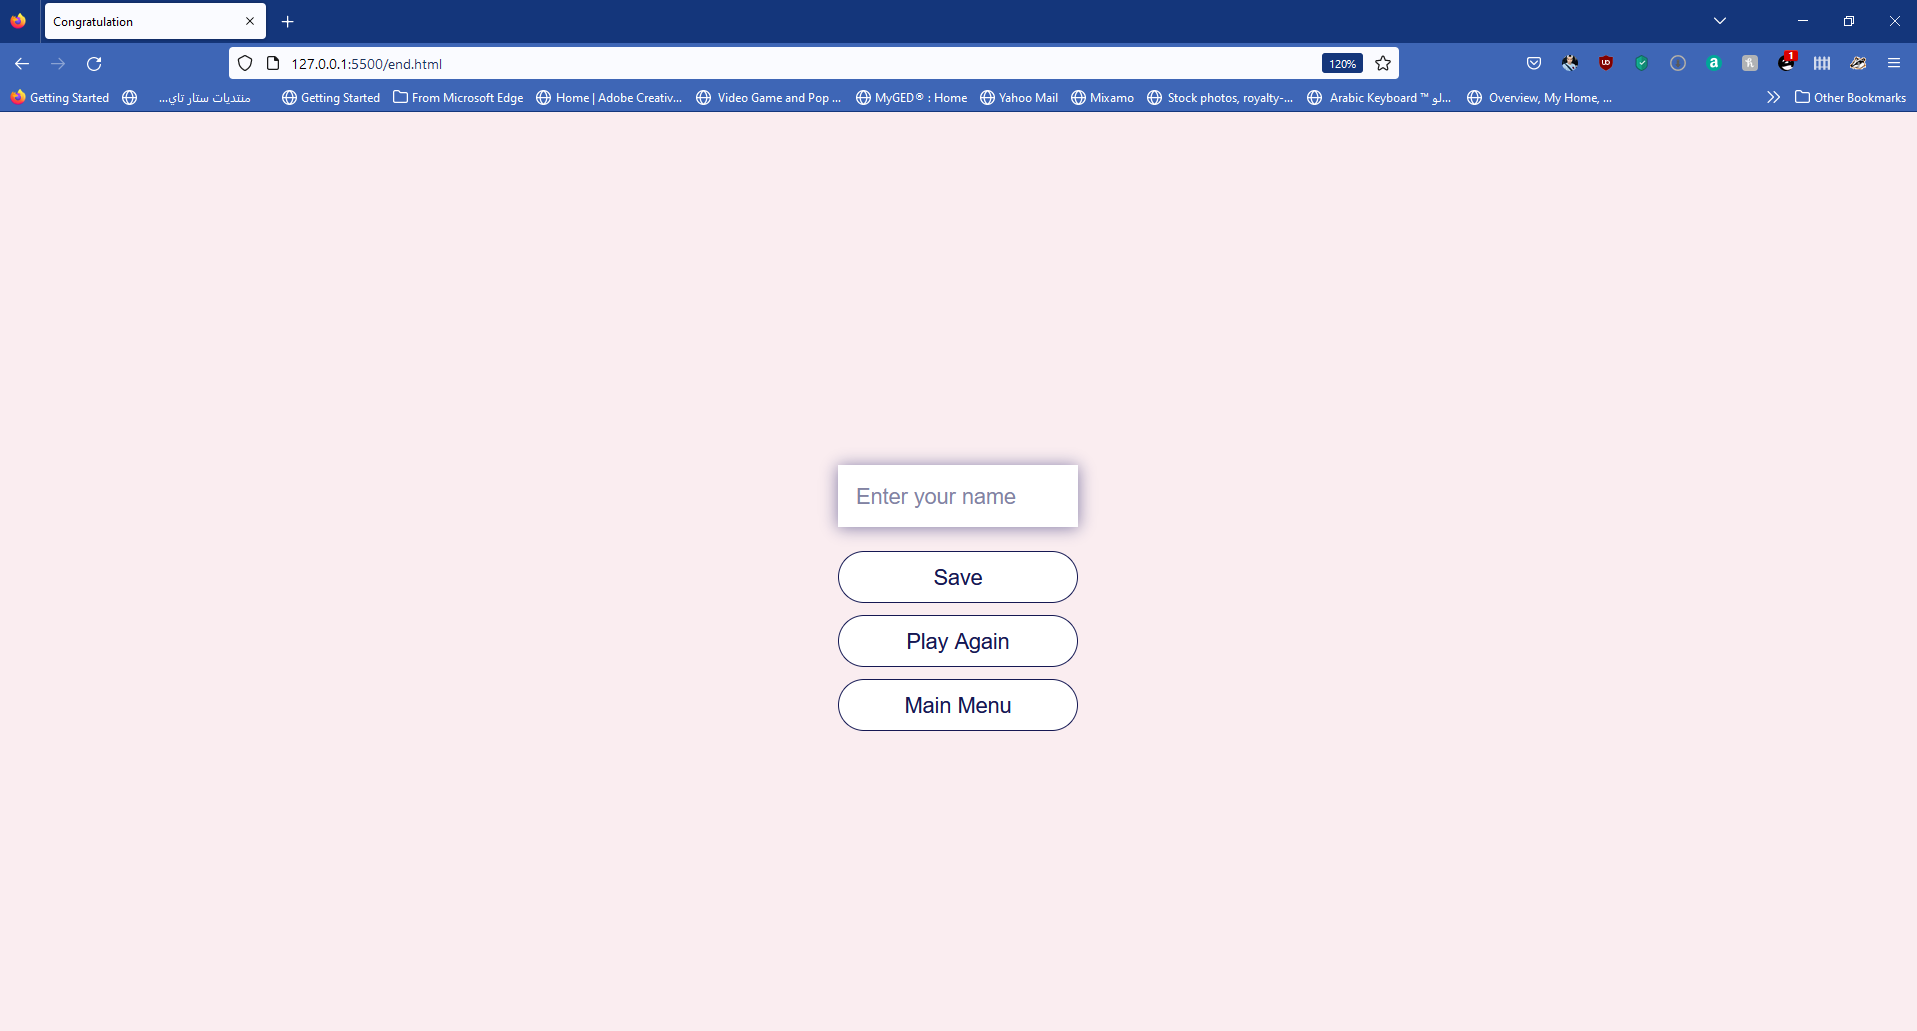 Congratulation
127.0.0.1:5500/end.html
120%
1
Getting Started
منتديات ستار تاي...
Getting Started
From Microsoft Edge
Home | Adobe Creativ...
Video Game and Pop ...
MyGED® : Home
Yahoo Mail
Mixamo
Stock photos, royalty-...
Arabic Keyboard ™ لو...
Overview, My Home, ...
Other Bookmarks
Enter your name
Save
Play Again
Main Menu